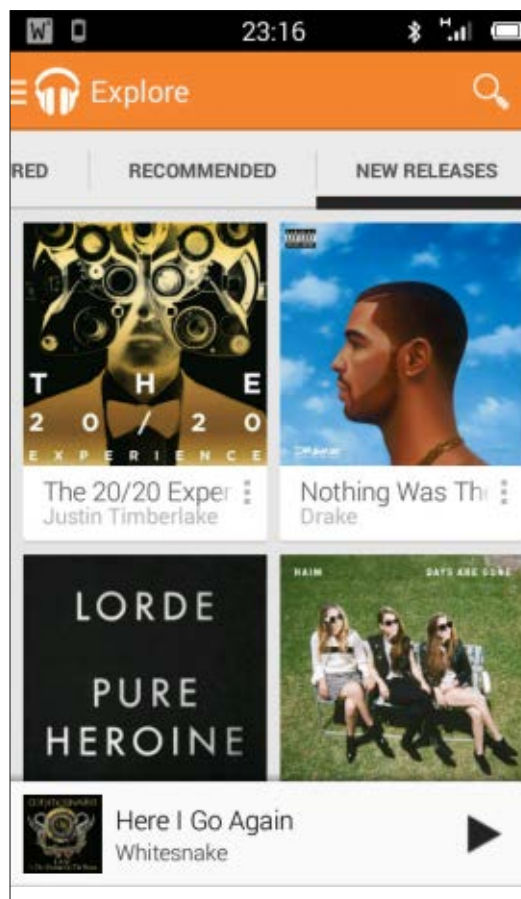 W
23:16
H
Explore
RED
RECOMMENDED
NEW RELEASES
T H E
2 0 / 2 0
EXPERIENCE
The 20/20 Exper
Justin Timberlake
Nothing Was Th
Drake
LORDE
PURE
HEROINE
HAIM
DAYS ARE GONE
Here I Go Again
Whitesnake